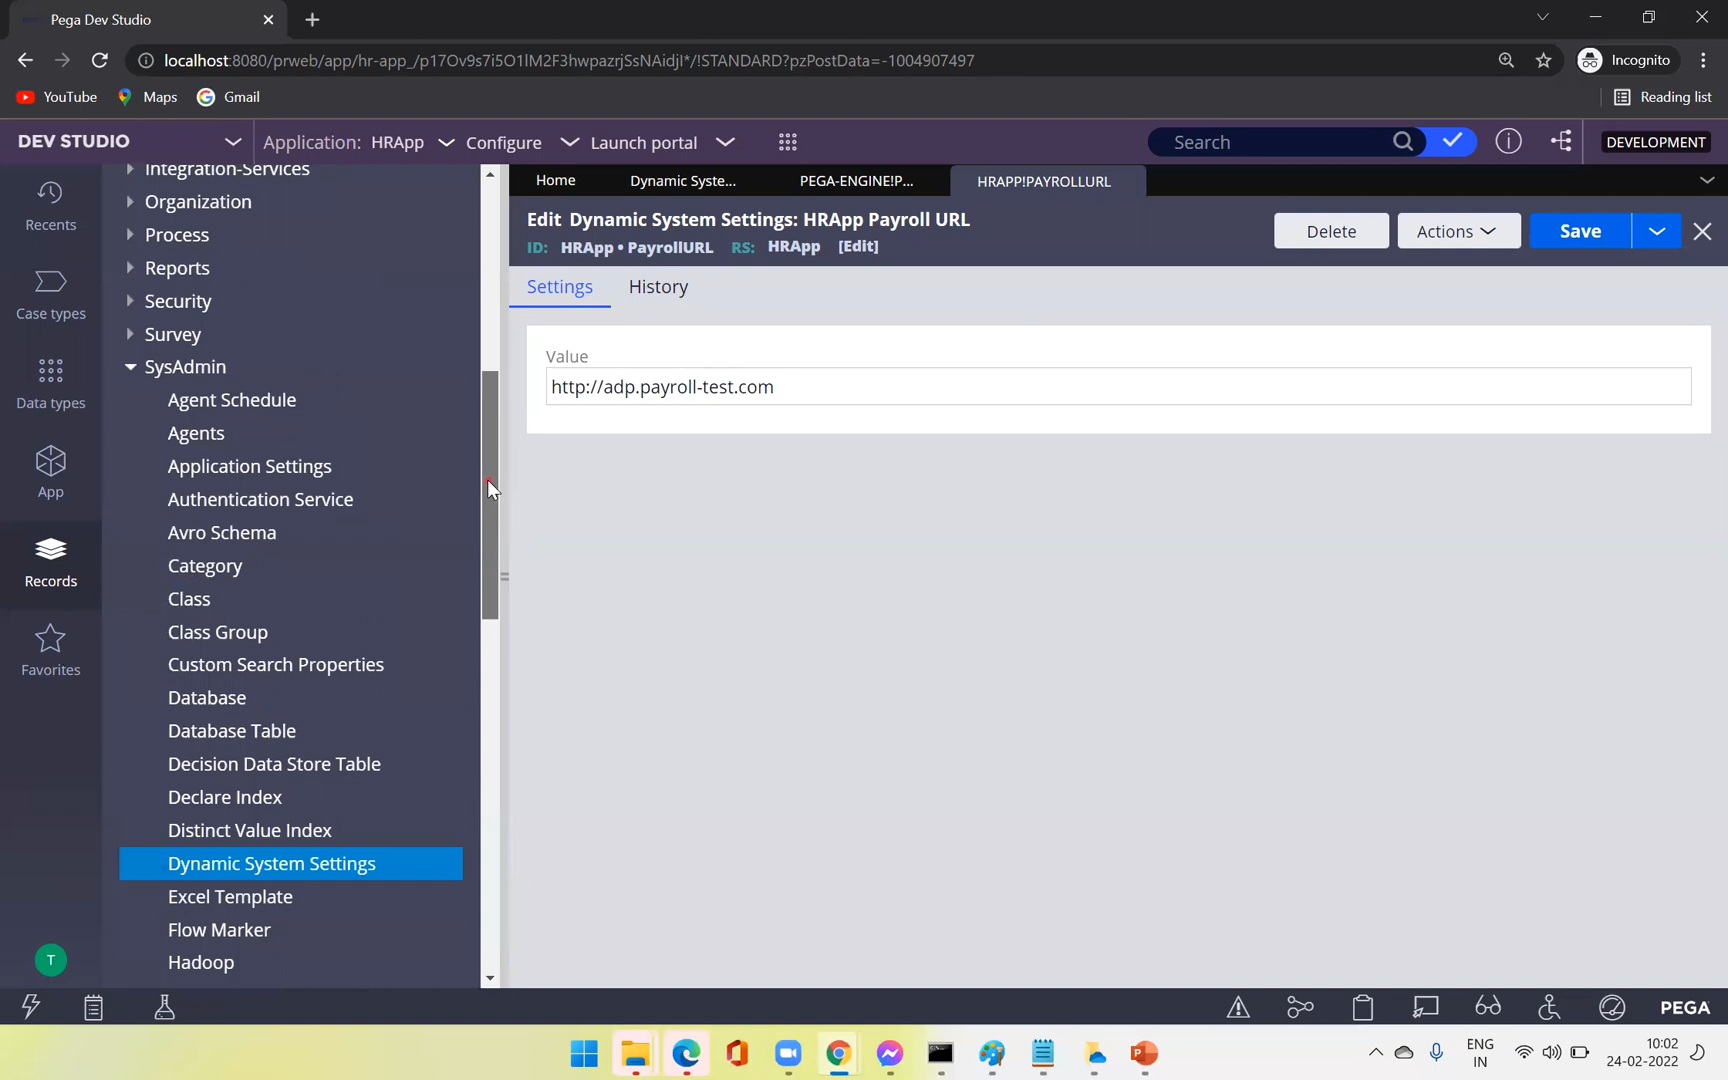 Pega Dev Studio
localhost:8080/prweb/app/hr-app_/p17Ov9s7i5O1lM2F3hwpazrjSsNAidjI*/!STANDARD?pzPostData=-1004907497
Incognito
YouTube
Maps
Gmail
Reading list
DEV STUDIO
Application: HRApp
Configure
Launch portal
Search
DEVELOPMENT
Recents
Case types
Data types
App
Records
Favorites
T
Integration-Services
Organization
Process
Reports
Security
Survey
SysAdmin
Agent Schedule
Agents
Application Settings
Authentication Service
Avro Schema
Category
Class
Class Group
Custom Search Properties
Database
Database Table
Decision Data Store Table
Declare Index
Distinct Value Index
Dynamic System Settings
Excel Template
Flow Marker
Hadoop
Home
Dynamic Syste...
PEGA-ENGINE!P...
HRAPP!PAYROLLURL
Edit Dynamic System Settings: HRApp Payroll URL
ID: HRApp • PayrollURL RS: HRApp [Edit]
Delete
Actions
Save
Settings
History
Value
http://adp.payroll-test.com
PEGA
ENG
IN
10:02
24-02-2022